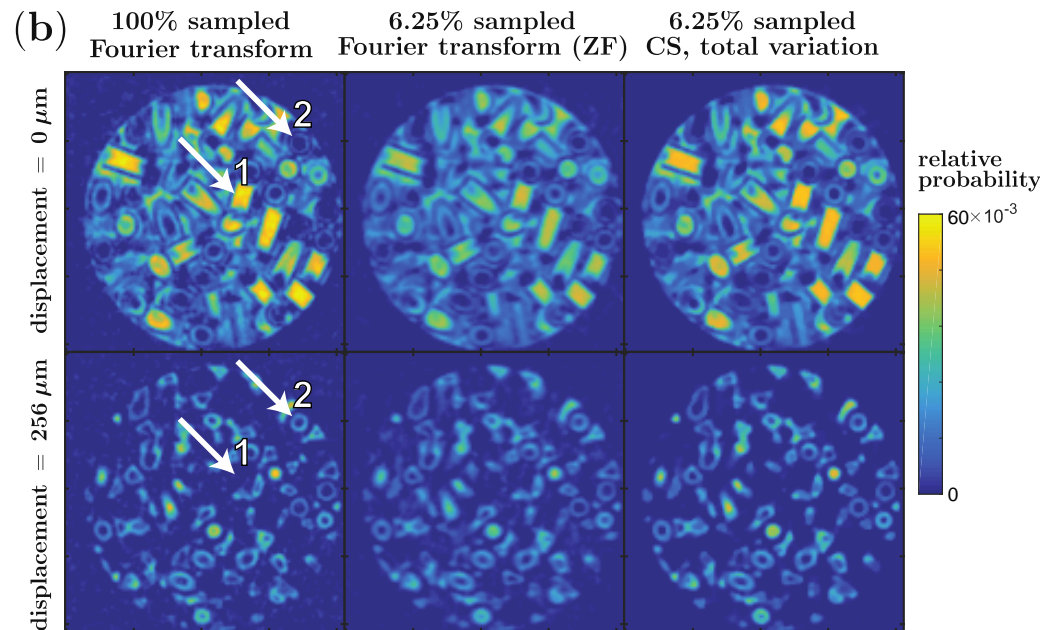 (b)
100% sampled
Fourier transform
6.25% sampled
Fourier transform (ZF)
6.25% sampled
CS, total variation
displacement = 0 μm
2
1
displacement = 256 μm
2
1
relative
probability
60×10⁻³
0